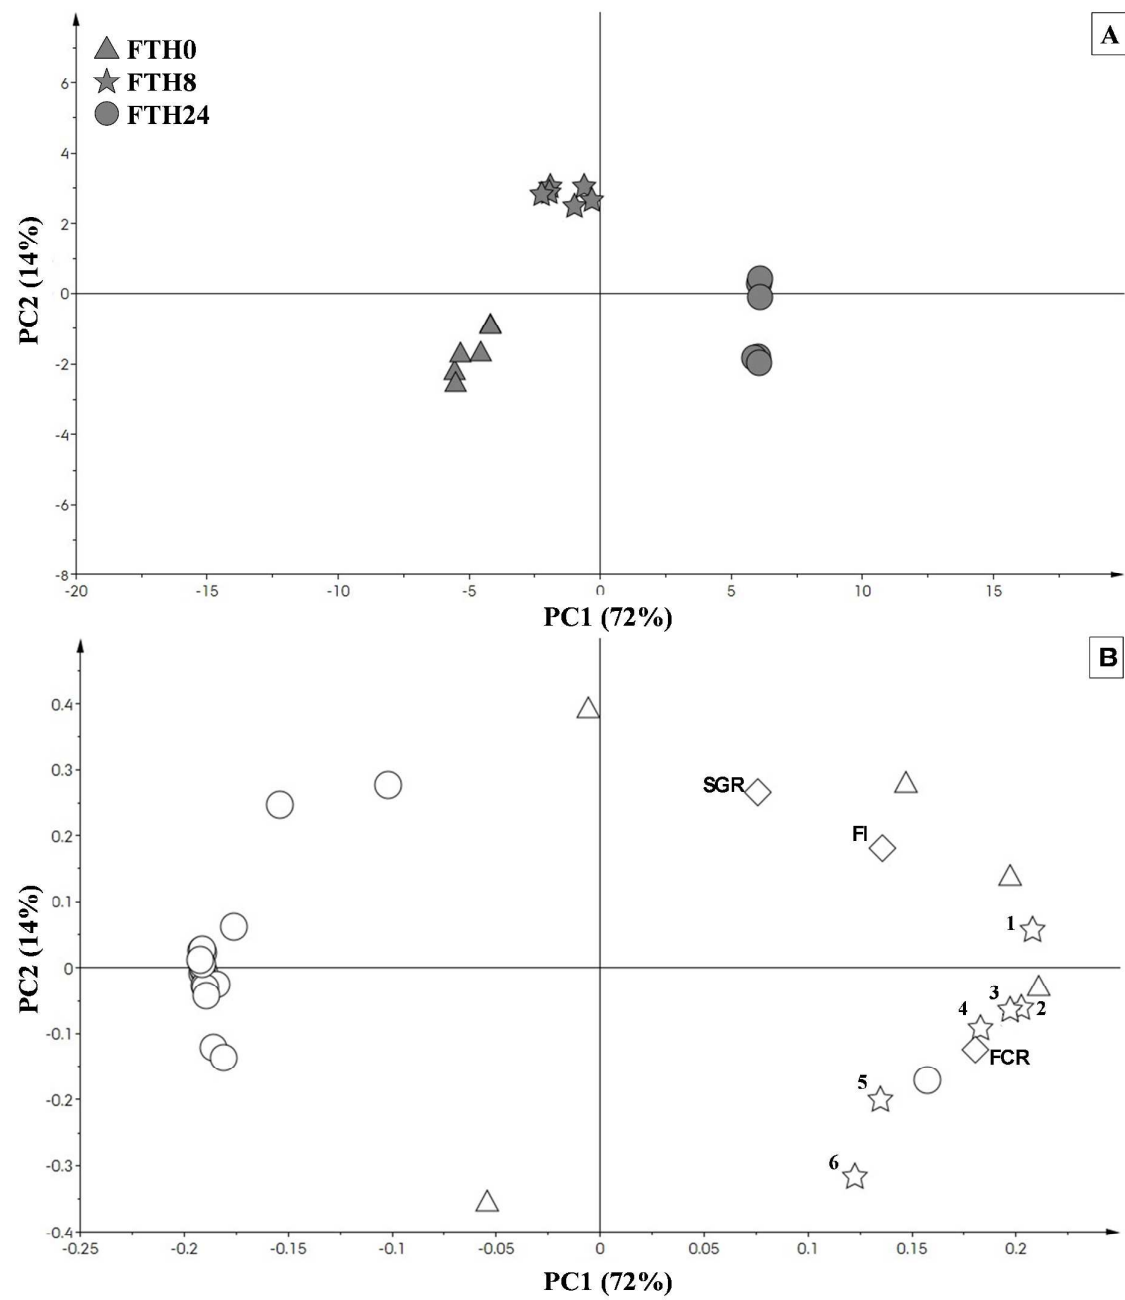 A
FTH0
FTH8
FTH24
6
4
2
0
-2
-4
-6
-8
PC2 (14%)
-20 -15 -10 -5 0 5 10 15
PC1 (72%)
B
0.4
0.3
0.2
0.1
0
-0.1
-0.2
-0.3
-0.4
PC2 (14%)
SGR
FI
1
3
2
4
FCR
5
6
-0.25 -0.2 -0.15 -0.1 -0.05 0 0.05 0.1 0.15 0.2
PC1 (72%)